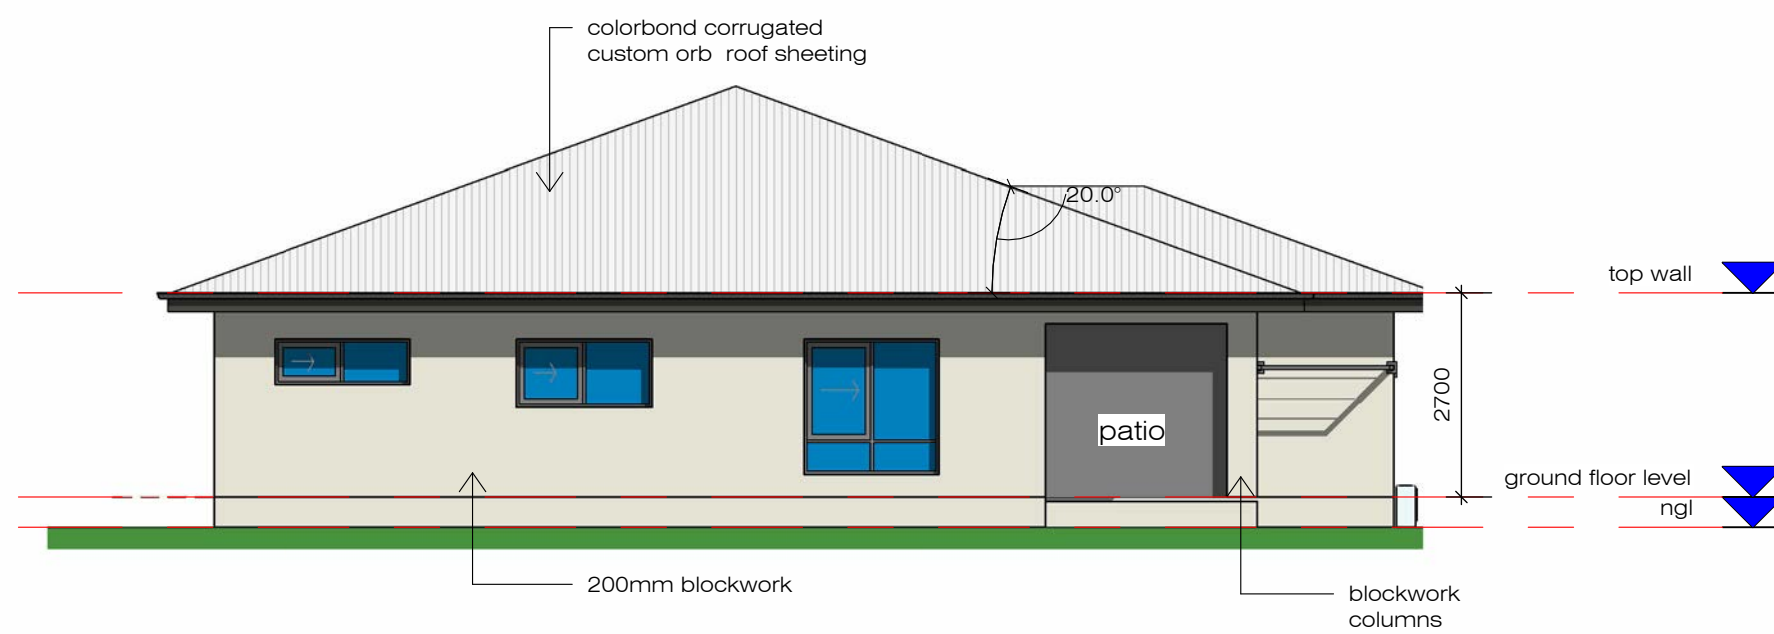 colorbond corrugated
custom orb roof sheeting
20.0°
top wall
2700
patio
ground floor level
ngl
200mm blockwork
blockwork
columns